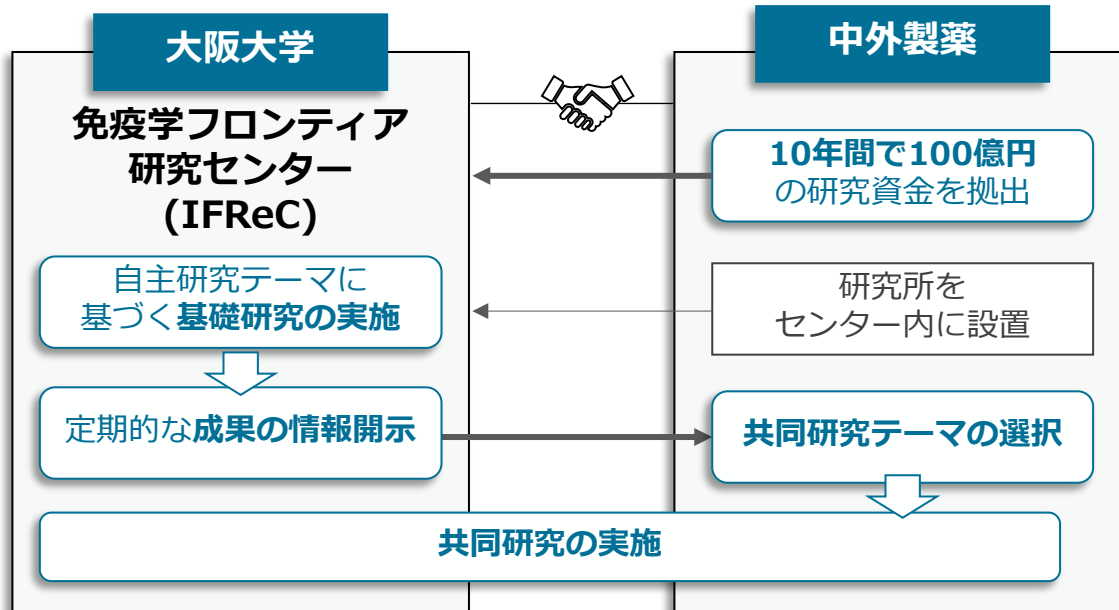 大阪大学
免疫学フロンティア
研究センター
(IFReC)
自主研究テーマに
基づく基礎研究の実施
定期的な成果の情報開示
中外製薬
10年間で100億円
の研究資金を拠出
研究所を
センター内に設置
共同研究テーマの選択
共同研究の実施